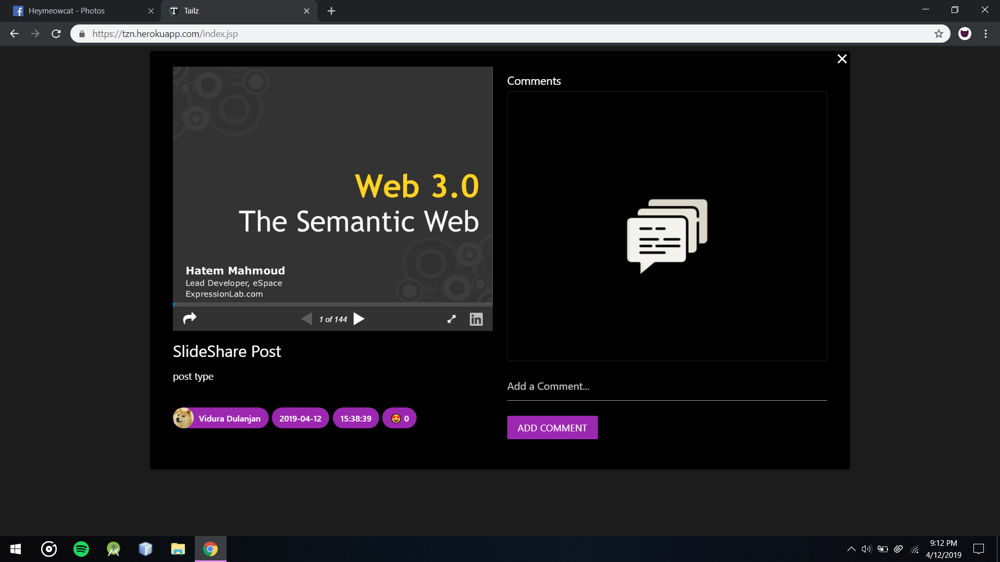 Heymeowcat - Photos
Tailz
https://tzn.herokuapp.com/index.jsp
Web 3.0
The Semantic Web
Hatem Mahmoud
Lead Developer, eSpace
ExpressionLab.com
1 of 144
in
SlideShare Post
post type
Vidura Dulanjan
2019-04-12
15:38:39
0
Comments
Add a Comment...
ADD COMMENT
9:12 PM
4/12/2019